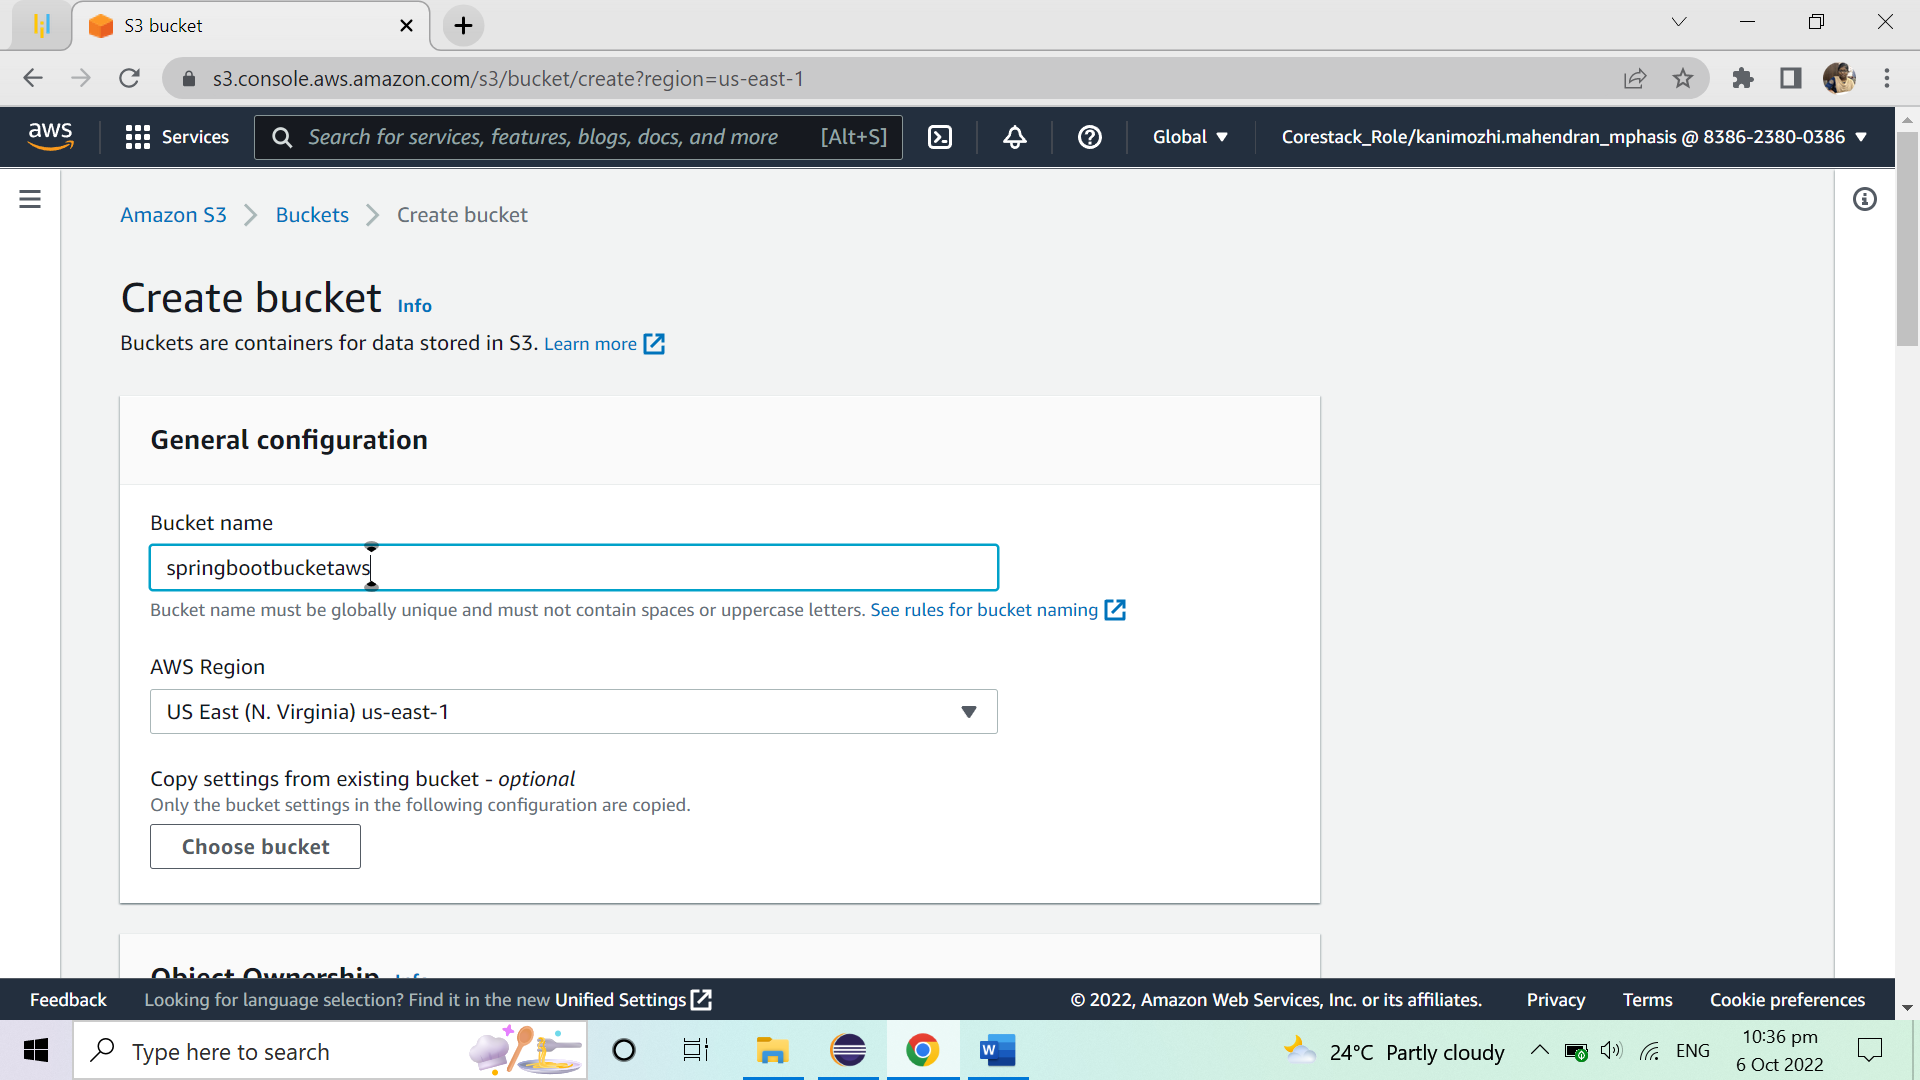 S3 bucket
s3.console.aws.amazon.com/s3/bucket/create?region=us-east-1
aws
Services
Search for services, features, blogs, docs, and more [Alt+S]
Global
Corestack_Role/kanimozhi.mahendran_mphasis @ 8386-2380-0386
Amazon S3 Buckets Create bucket
Create bucket Info
Buckets are containers for data stored in S3. Learn more
General configuration
Bucket name
springbootbucketaws
Bucket name must be globally unique and must not contain spaces or uppercase letters. See rules for bucket naming
AWS Region
US East (N. Virginia) us-east-1
Copy settings from existing bucket - optional
Only the bucket settings in the following configuration are copied.
Choose bucket
Object Ownership Info
Feedback Looking for language selection? Find it in the new Unified Settings © 2022, Amazon Web Services, Inc. or its affiliates. Privacy Terms Cookie preferences
Type here to search
W
24°C Partly cloudy
ENG
10:36 pm
6 Oct 2022